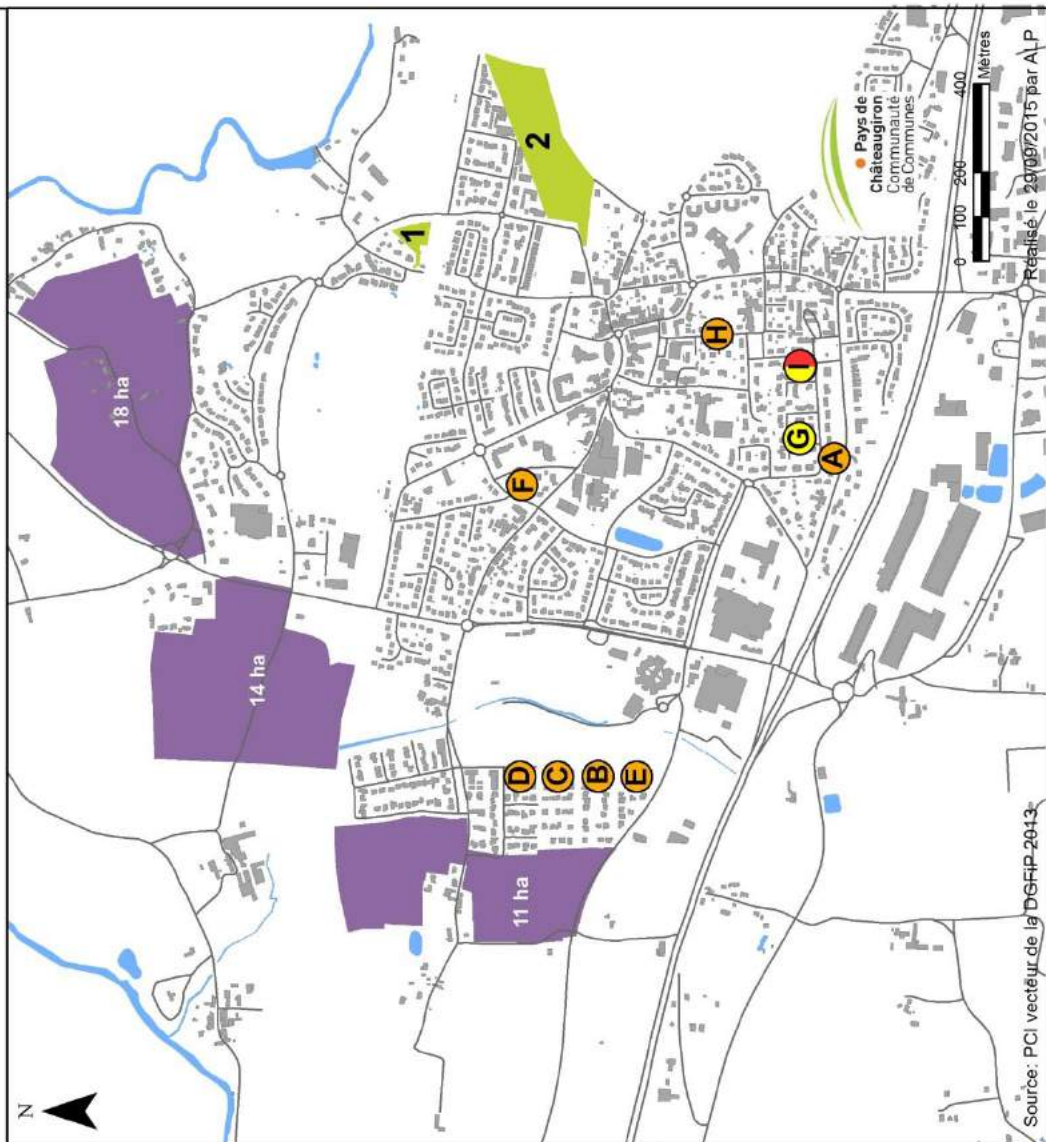 N
18 ha
14 ha
11 ha
1
2
D
C
B
E
F
H
I
G
A
Pays de
Châteaugiron
Communauté
de Communes
0 100 200 400
Mètres
Source: PCI vecteur de la DGFIP 2013
Réalisé le 29/09/2015 par ALP